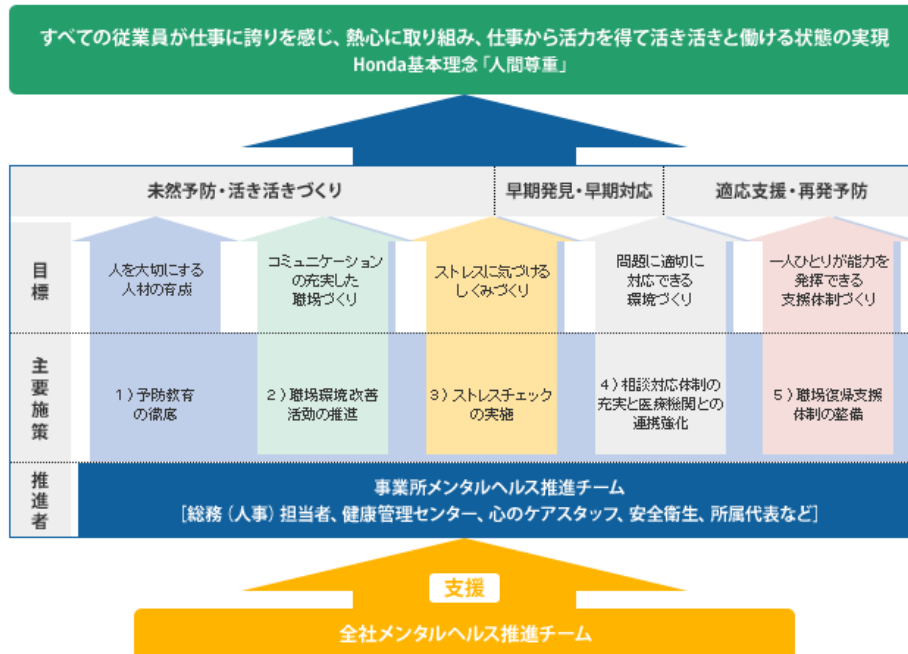 すべての従業員が仕事に誇りを感じ、熱心に取り組み、仕事から活力を得て活き活きと働ける状態の実現
Honda基本理念「人間尊重」
未然予防・活き活きづくり
早期発見・早期対応
適応支援・再発予防
目標
人を大切にする
人材の育成
コミュニケーション
の充実した
職場づくり
ストレスに気づける
しくみづくり
問題に適切に
対応できる
環境づくり
一人ひとりが能力を
発揮できる
支援体制づくり
主要施策
1）予防教育
の徹底
2）職場環境改善
活動の推進
3）ストレスチェック
の実施
4）相談対応体制の
充実と医療機関との
連携強化
5）職場復帰支援
体制の整備
推進者
事業所メンタルヘルス推進チーム
[総務（人事）担当者、健康管理センター、心のケアスタッフ、安全衛生、所属代表など]
支援
全社メンタルヘルス推進チーム